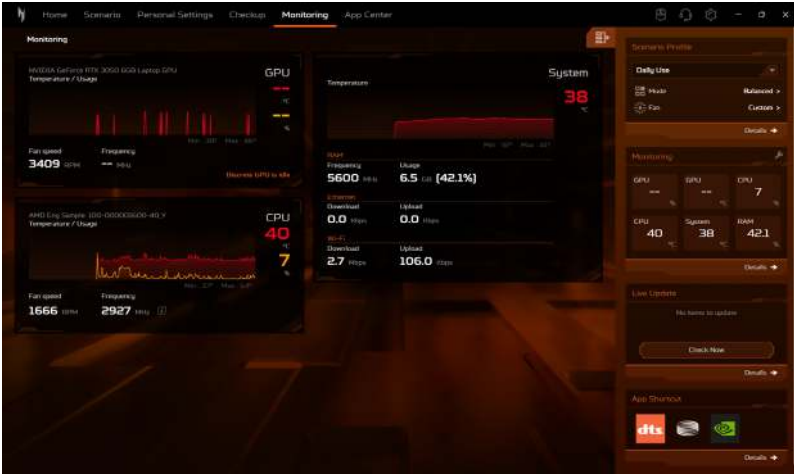 Home Scenario Personal Settings Checkup Monitoring App Center
Monitoring
NVIDIA GeForce RTX 3050 6GB Laptop GPU
Temperature / Usage
GPU
--
°C
--
%
Fan speed
3409 RPM
Frequency
-- MHz
Discrete GPU is idle
AMD Eng Sample
Temperature / Usage
CPU
40
°C
7
%
Fan speed
1666 RPM
Frequency
2927 MHz
System
Temperature
38
°C
RAM
Frequency
5600 MHz
Usage
6.5 GB (42.1%)
Ethernet
Download
0.0 Mbps
Upload
0.0 Kbps
Wi-Fi
Download
2.7 Mbps
Upload
106.0 Kbps
Scenario Profile
Daily Use
Mode Balanced >
Fan Custom >
Details
Monitoring
GPU
--
%
GPU
--
°C
CPU
7
%
CPU
40
°C
System
38
°C
RAM
42.1
%
Details
Live Update
No items to update
Check Now
Details
App Shortcut
dts
Details